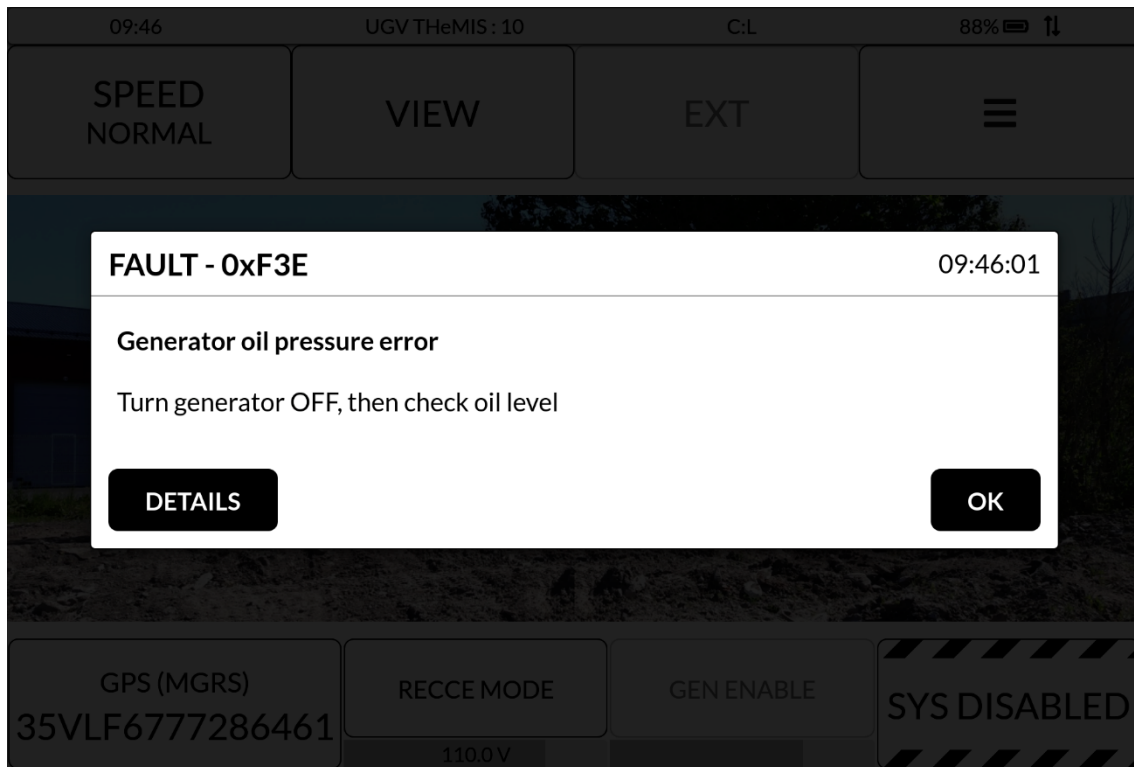 09:46 UGV THeMIS : 10 C:L 88%
SPEED
NORMAL
VIEW
EXT
FAULT - 0xF3E 09:46:01
Generator oil pressure error
Turn generator OFF, then check oil level
DETAILS OK
GPS (MGRS)
35VLF6777286461
RECCE MODE
110.0 V
GEN ENABLE
SYS DISABLED